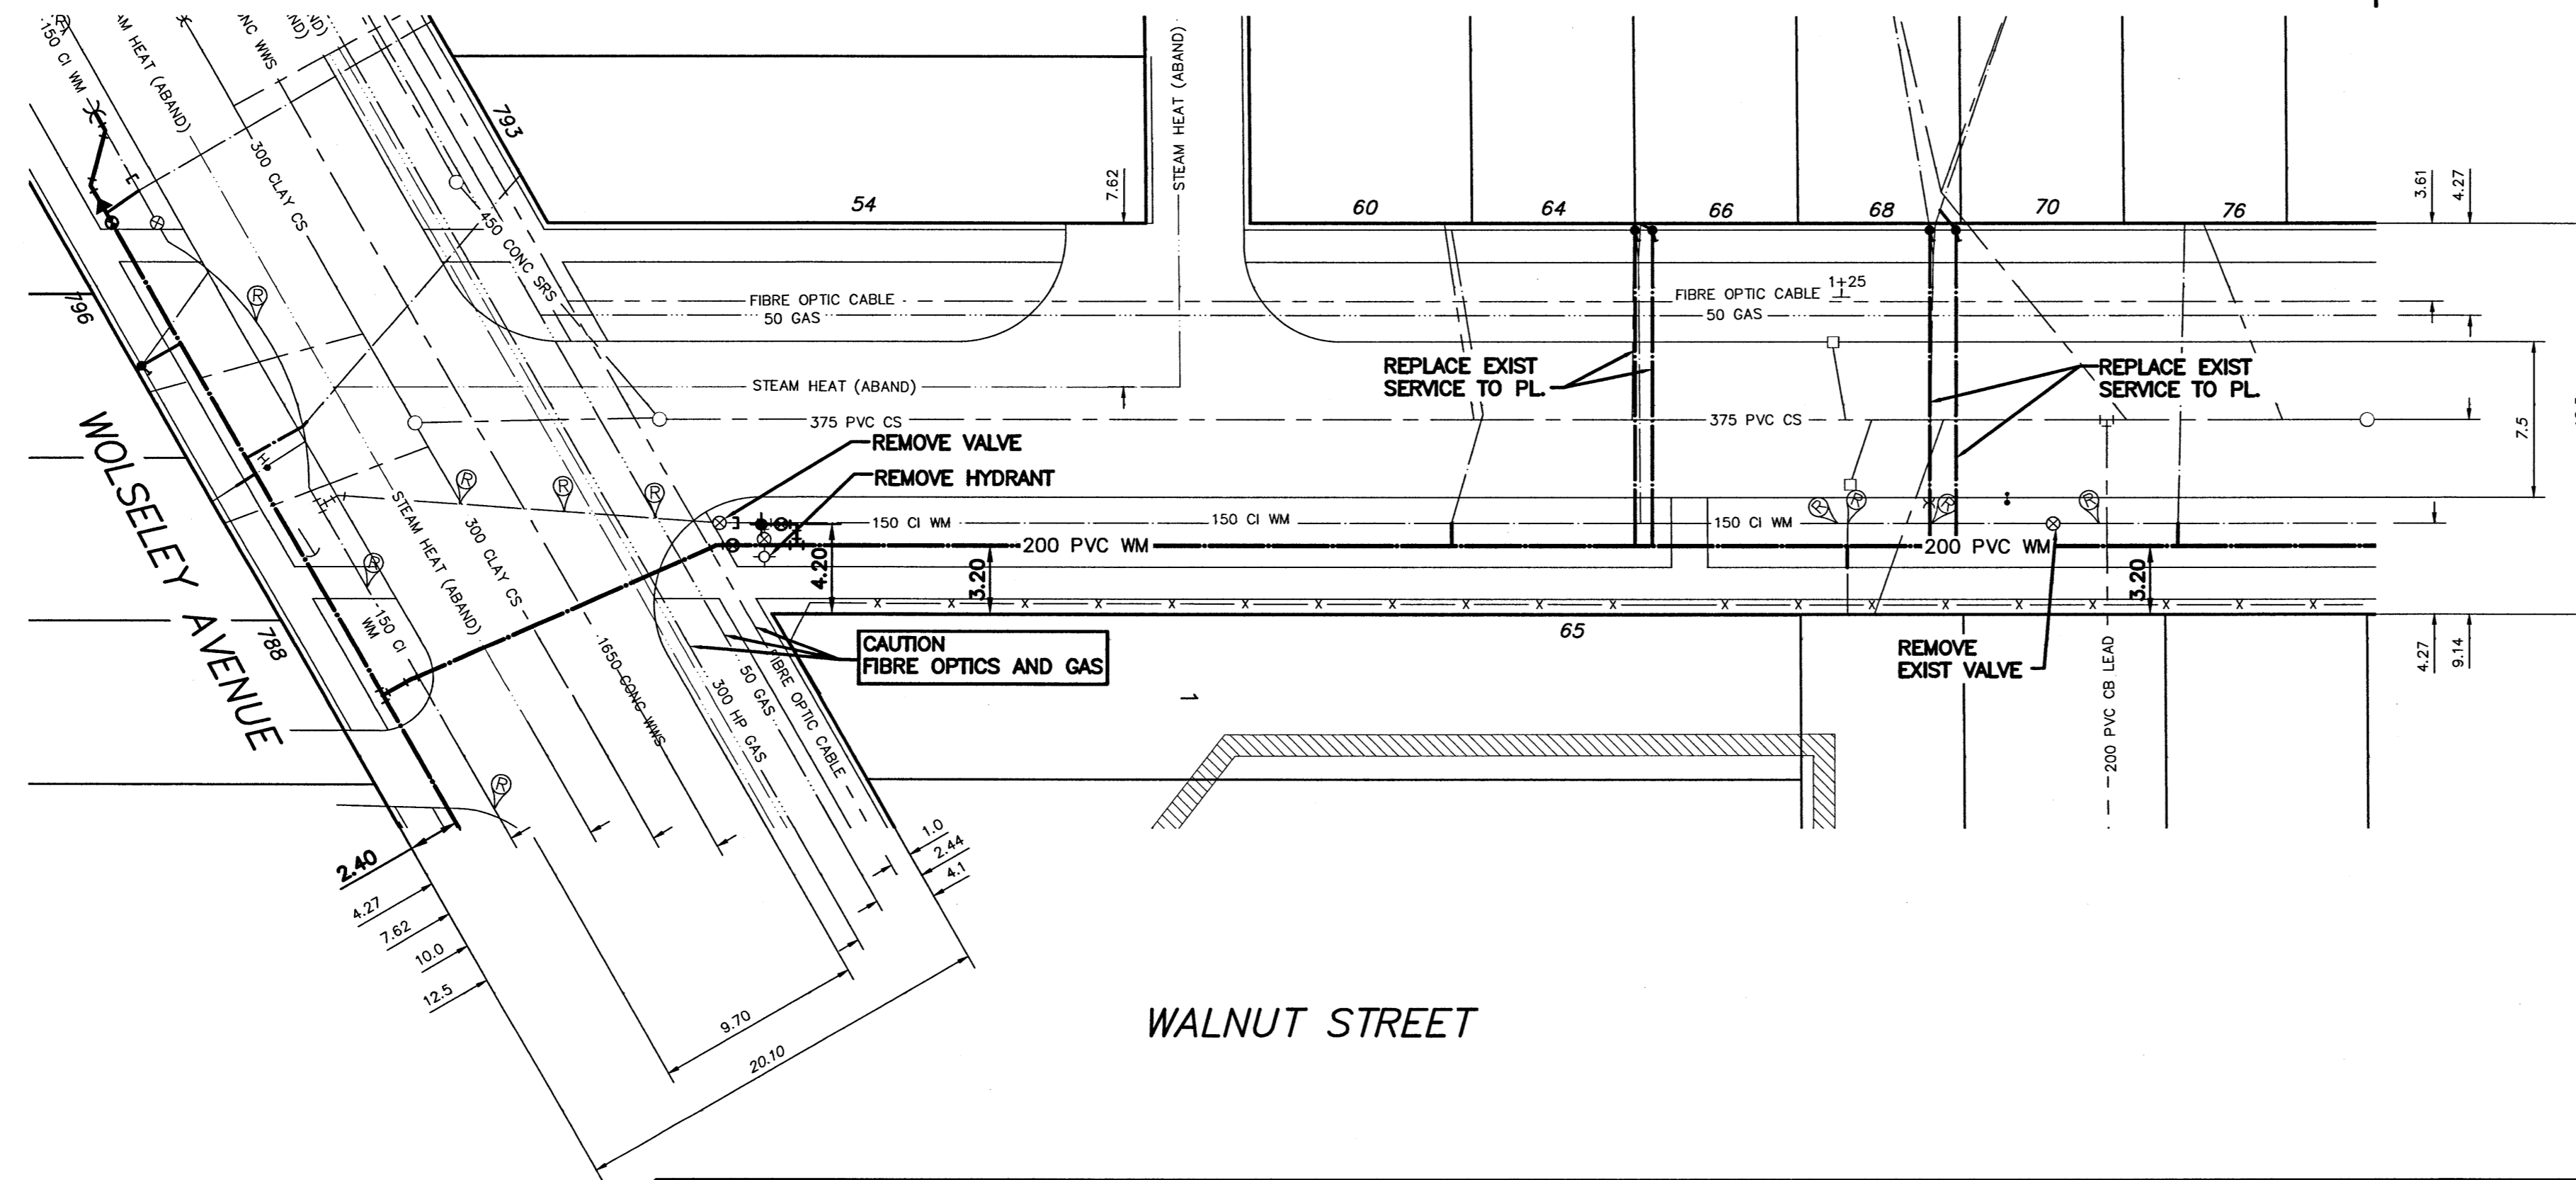 150 CI WM
M HEAT (ABAND)
NC WWS
ND)
ND)
300 CLAY CS
793
450 CONC SRS
54
7.62
STEAM HEAT (ABAND)
60
64
66
68
70
76
3.61
4.27
796
R
R
FIBRE OPTIC CABLE
50 GAS
FIBRE OPTIC CABLE
1+25
50 GAS
STEAM HEAT (ABAND)
375 PVC CS
375 PVC CS
REPLACE EXIST
SERVICE TO PL.
REPLACE EXIST
SERVICE TO PL.
7.5
REMOVE VALVE
REMOVE HYDRANT
WOLSELEY AVENUE
H
R
R
R
R
R
R
R
R
150 CI WM
150 CI WM
150 CI WM
200 PVC WM
200 PVC WM
4.20
3.20
3.20
STEAM HEAT (ABAND)
300 CLAY CS
R
150 CI
WM
788
1650 CONC WWS
300 HP GAS
50 GAS
FIBRE OPTIC CABLE
CAUTION
FIBRE OPTICS AND GAS
X X X X X X X X X X X X X X X X X X X X
65
REMOVE
EXIST VALVE
200 PVC CB LEAD
4.27
9.14
1
R
2.40
4.27
7.62
10.0
12.5
1.0
2.44
4.1
9.70
20.10
WALNUT STREET